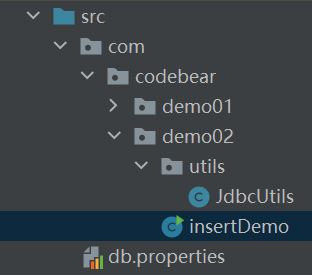 src
com
codebear
demo01
demo02
utils
JdbcUtils
insertDemo
db.properties